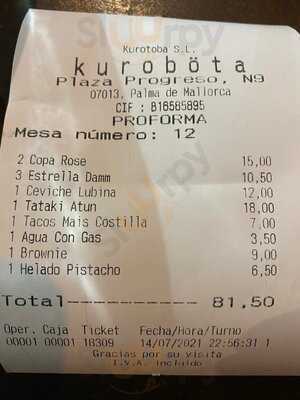 Kurotoba S.L.
kuroböta
Plaza Progreso, N9
07013, Palma de Mallorca
CIF : B16585895
PROFORMA
Mesa número: 12
2 Copa Rose 15,00
3 Estrella Damm 10,50
1 Ceviche Lubina 12,00
1 Tataki Atun 18,00
1 Tacos Mais Costilla 7,00
1 Agua Con Gas 3,50
1 Brownie 9,00
1 Helado Pistacho 6,50
Total----------- 81,50
Oper. Caja Ticket Fecha/Hora/Turno
00001 00001 18309 14/07/2021 22:56:31 1
Gracias por su visita
I.V.A. incluido